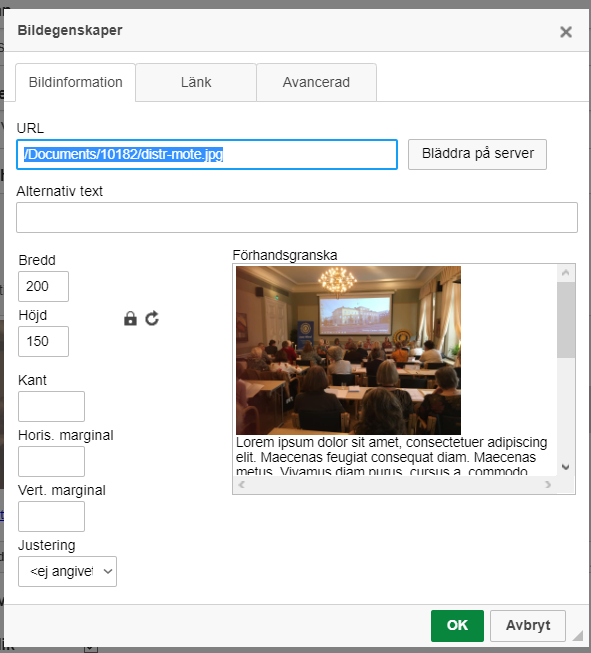 Bildegenskaper
Bildinformation
Länk
Avancerad
URL
/Documents/10182/distr-mote.jpg
Bläddra på server
Alternativ text
Bredd
200
Höjd
150
Kant
Horis. marginal
Vert. marginal
Justering
<ej angivet
Förhandsgranska
Lorem ipsum dolor sit amet, consectetuer adipiscing
elit. Maecenas feugiat consequat diam. Maecenas
metus. Vivamus diam purus, cursus a, commodo
OK
Avbryt